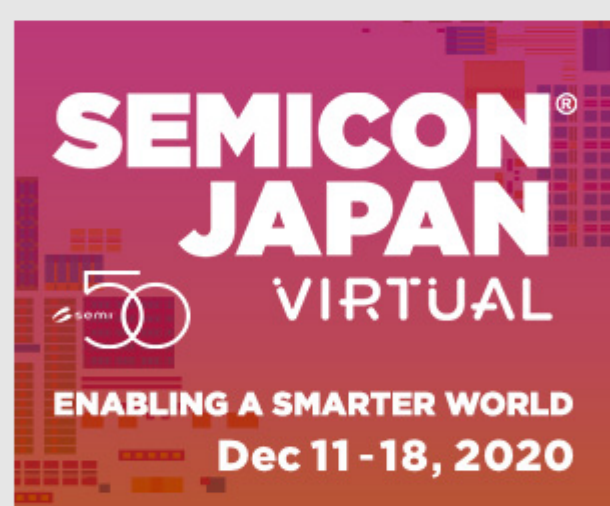 SEMICON®
JAPAN
semi 50
VIRTUAL
ENABLING A SMARTER WORLD
Dec 11-18, 2020